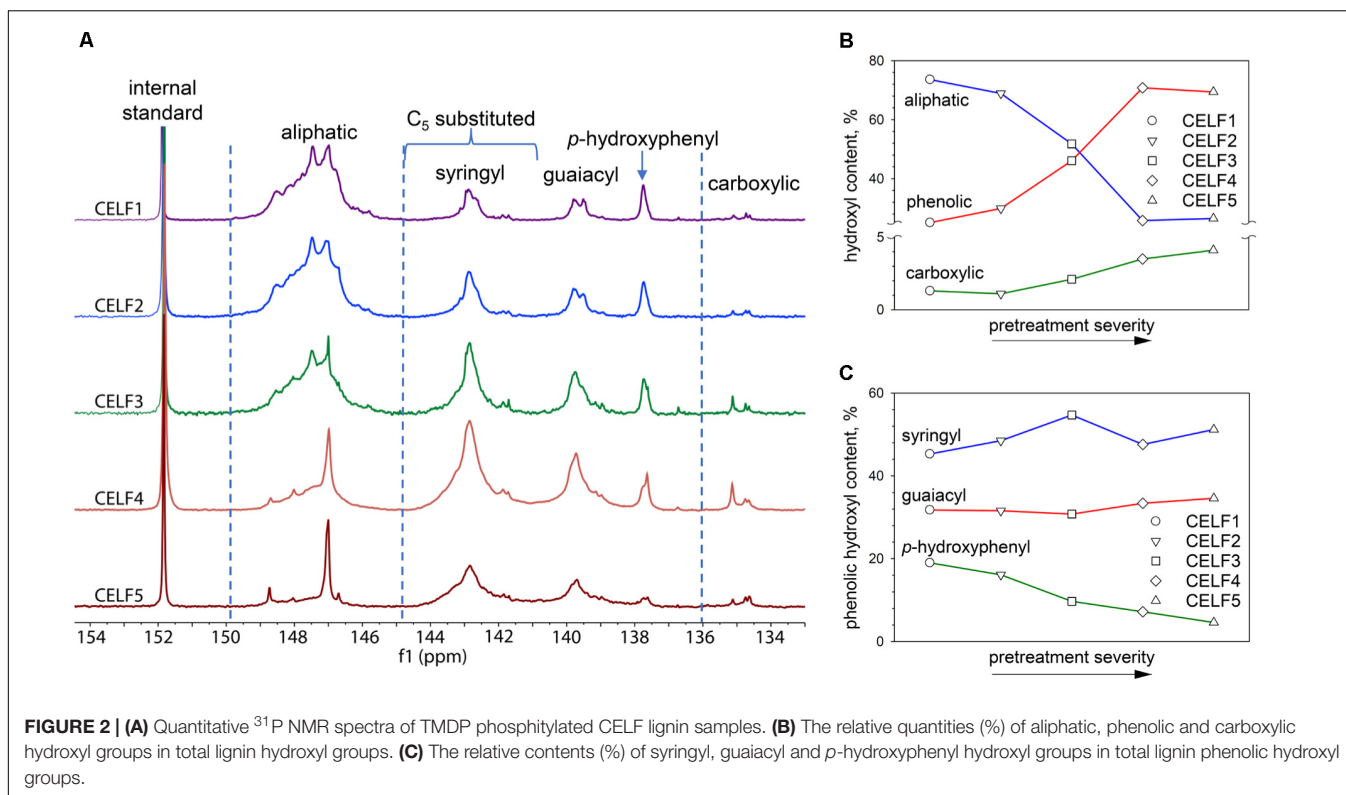 A
internal
standard
aliphatic
C5 substituted
syringyl
guaiacyl
p-hydroxyphenyl
carboxylic
CELF1
CELF2
CELF3
CELF4
CELF5
154 152 150 148 146 144 142 140 138 136 134
f1 (ppm)
B
hydroxyl content, %
80
60
40
5
0
aliphatic
phenolic
carboxylic
CELF1
CELF2
CELF3
CELF4
CELF5
pretreatment severity
C
phenolic hydroxyl content, %
60
40
20
0
syringyl
guaiacyl
p-hydroxyphenyl
CELF1
CELF2
CELF3
CELF4
CELF5
pretreatment severity
FIGURE 2 | (A) Quantitative 31P NMR spectra of TMDP phosphitylated CELF lignin samples. (B) The relative quantities (%) of aliphatic, phenolic and carboxylic
hydroxyl groups in total lignin hydroxyl groups. (C) The relative contents (%) of syringyl, guaiacyl and p-hydroxyphenyl hydroxyl groups in total lignin phenolic hydroxyl
groups.